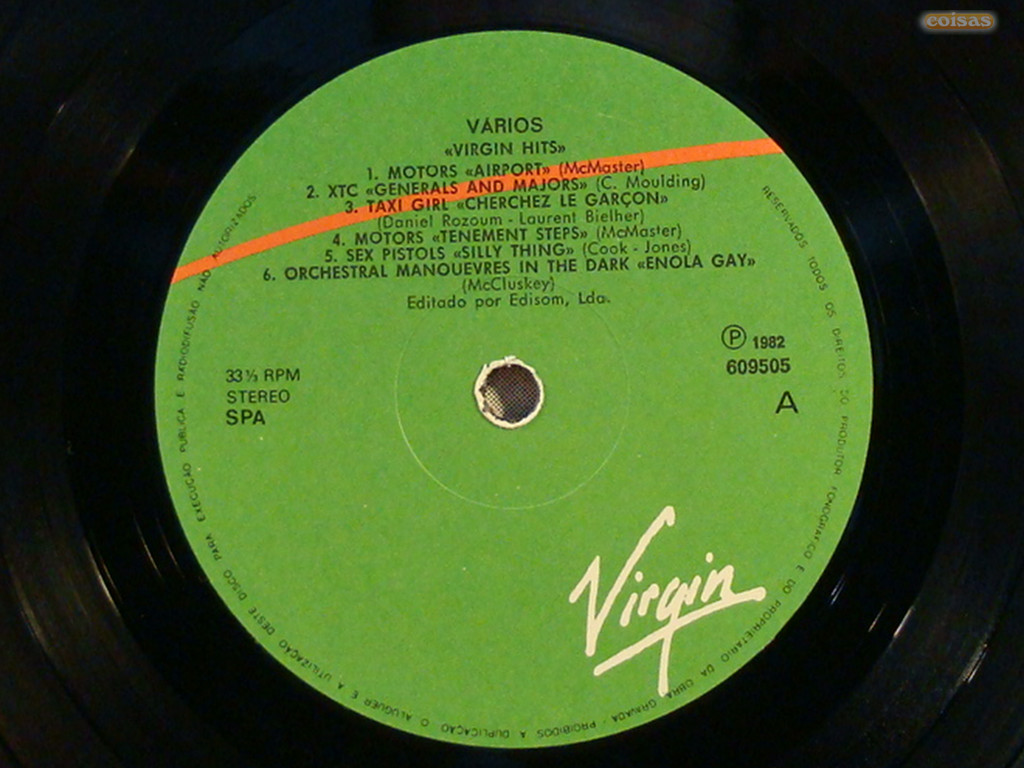 coisas
VÁRIOS
«VIRGIN HITS»
1. MOTORS «AIRPORT» (McMaster)
2. XTC «GENERALS AND MAJORS» (C. Moulding)
3. TAXI GIRL «CHERCHEZ LE GARÇON»
(Daniel Rozoum - Laurent Bielher)
4. MOTORS «TENEMENT STEPS» (McMaster)
5. SEX PISTOLS «SILLY THING» (Cook - Jones)
6. ORCHESTRAL MANOUEVRES IN THE DARK «ENOLA GAY»
(McCluskey)
Editado por Edisom, Lda.
33⅓ RPM
STEREO
SPA
Ⓟ 1982
609505
A
Virgin
RESERVADOS TODOS OS DIREITOS DO PRODUTOR FONOGRÁFICO E DO PROPRIETÁRIO DA OBRA GRAVADA - PROIBIDOS A DUPLICAÇÃO O ALUGUER E A UTILIZAÇÃO DESTE DISCO PARA EXECUÇÃO PÚBLICA E RADIODIFUSÃO NÃO AUTORIZADOS